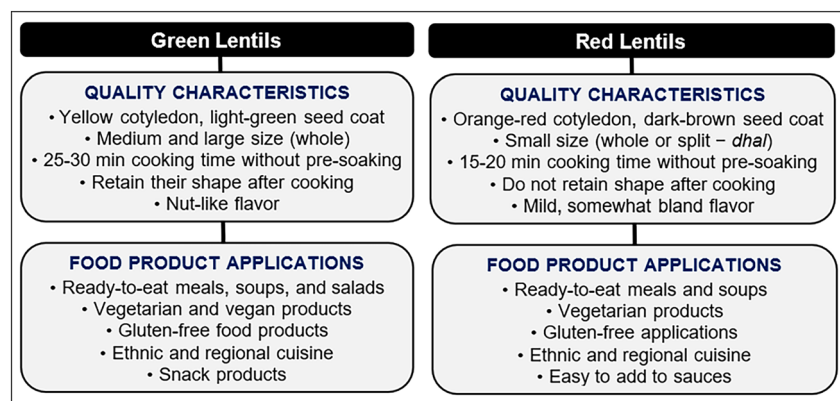 Green Lentils
QUALITY CHARACTERISTICS
• Yellow cotyledon, light-green seed coat
• Medium and large size (whole)
• 25-30 min cooking time without pre-soaking
• Retain their shape after cooking
• Nut-like flavor
FOOD PRODUCT APPLICATIONS
• Ready-to-eat meals, soups, and salads
• Vegetarian and vegan products
• Gluten-free food products
• Ethnic and regional cuisine
• Snack products
Red Lentils
QUALITY CHARACTERISTICS
• Orange-red cotyledon, dark-brown seed coat
• Small size (whole or split – dhal)
• 15-20 min cooking time without pre-soaking
• Do not retain shape after cooking
• Mild, somewhat bland flavor
FOOD PRODUCT APPLICATIONS
• Ready-to-eat meals and soups
• Vegetarian products
• Gluten-free applications
• Ethnic and regional cuisine
• Easy to add to sauces